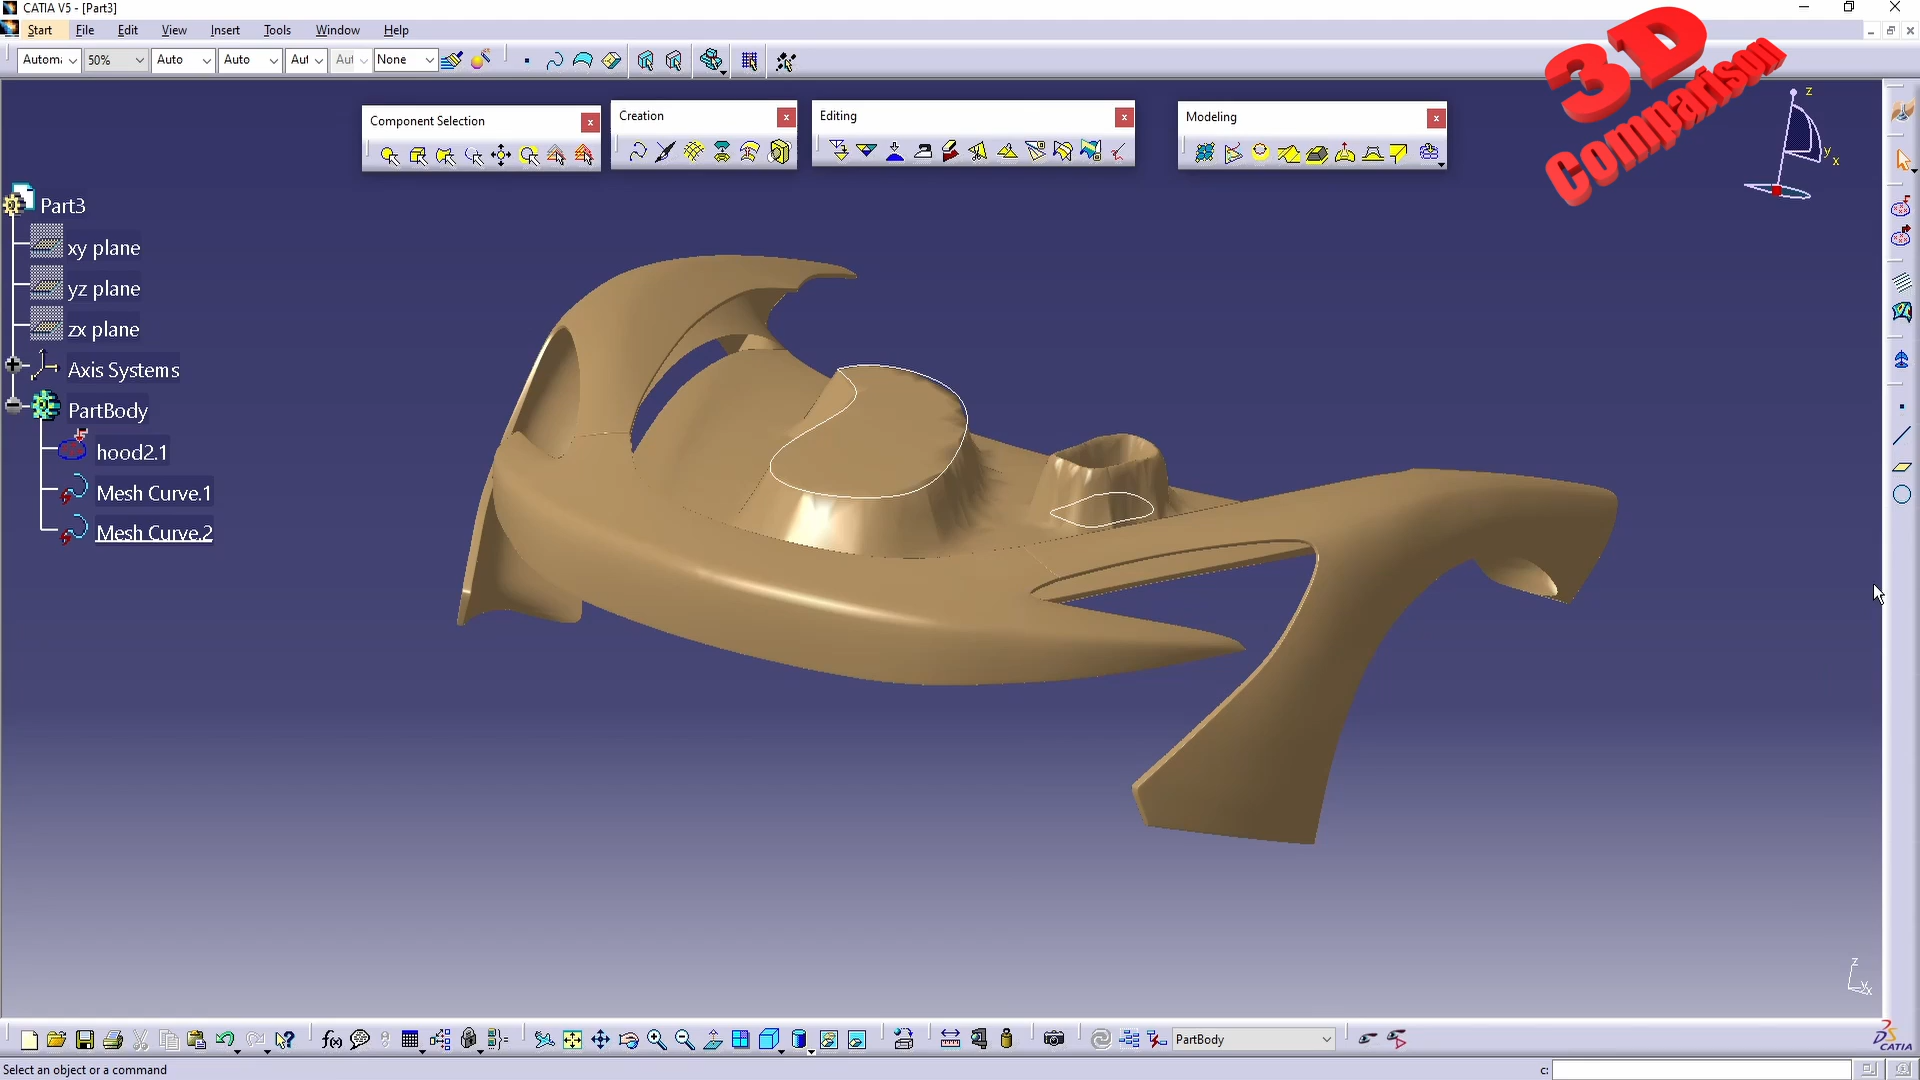 CATIA V5 - [Part3]
Start File Edit View Insert Tools Window Help
Automa 50% Auto Auto Aut Aut None
3D
Comparison
Component Selection
Creation
Editing
Modeling
z
y
x
Part3
xy plane
yz plane
zx plane
Axis Systems
PartBody
hood2.1
Mesh Curve.1
Mesh Curve.2
z
y
x
f(x)
PartBody
CATIA
Select an object or a command
c: